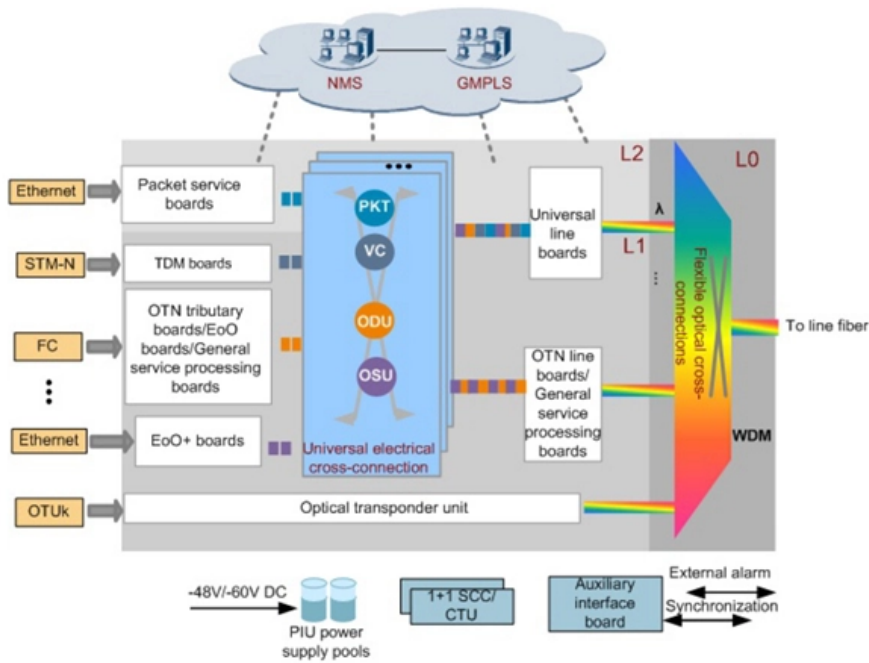 NMS
GMPLS
L2
L0
Ethernet
Packet service
boards
PKT
Universal
line
boards
λ
STM-N
TDM boards
VC
L1
...
Flexible optical cross-
connections
FC
OTN tributary
boards/EoO
boards/General
service processing
boards
ODU
OSU
To line fiber
OTN line
boards/
General
service
processing
boards
Ethernet
EoO+ boards
Universal electrical
cross-connection
WDM
OTUk
Optical transponder unit
-48V/-60V DC
PIU power
supply pools
1+1 SCC/
CTU
Auxiliary
interface
board
External alarm
Synchronization